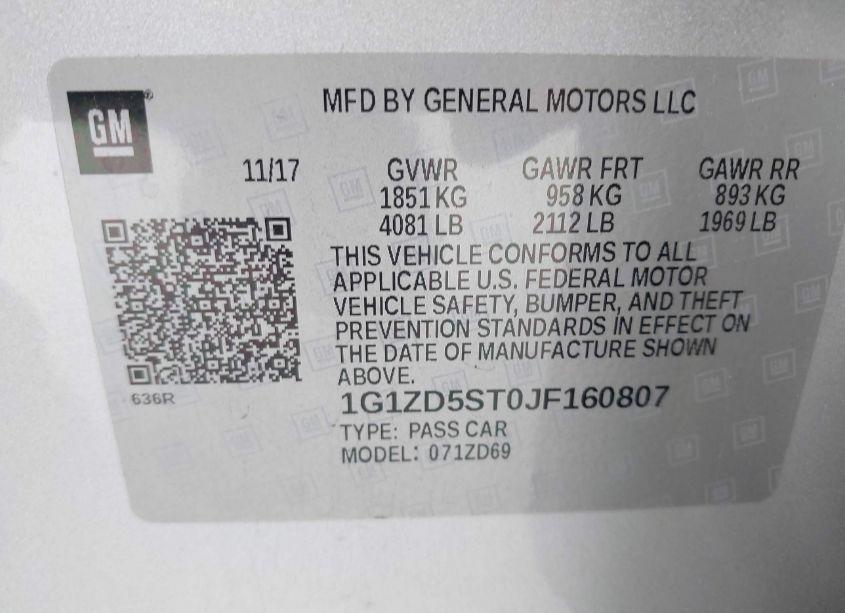 GM®
MFD BY GENERAL MOTORS LLC
11/17 GVWR GAWR FRT GAWR RR
1851 KG 958 KG 893 KG
4081 LB 2112 LB 1969 LB
THIS VEHICLE CONFORMS TO ALL
APPLICABLE U.S. FEDERAL MOTOR
VEHICLE SAFETY, BUMPER, AND THEFT
PREVENTION STANDARDS IN EFFECT ON
THE DATE OF MANUFACTURE SHOWN
ABOVE.
636R
1G1ZD5ST0JF160807
TYPE: PASS CAR
MODEL: 071ZD69